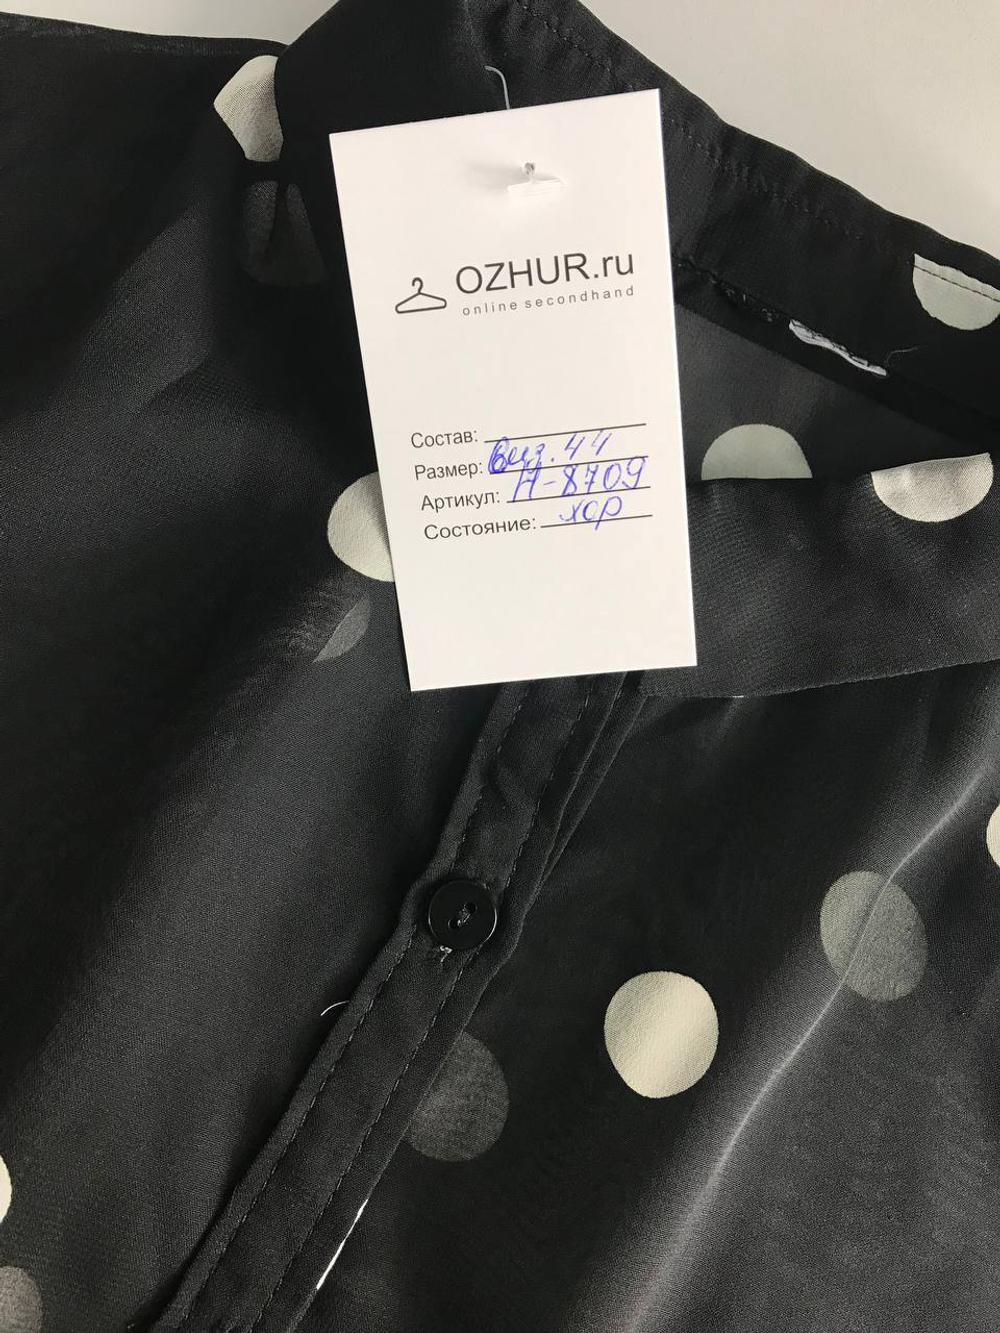 OZHUR.ru
online secondhand
Состав:
Размер: виз. 44
Артикул: Н-8709
Состояние: хор